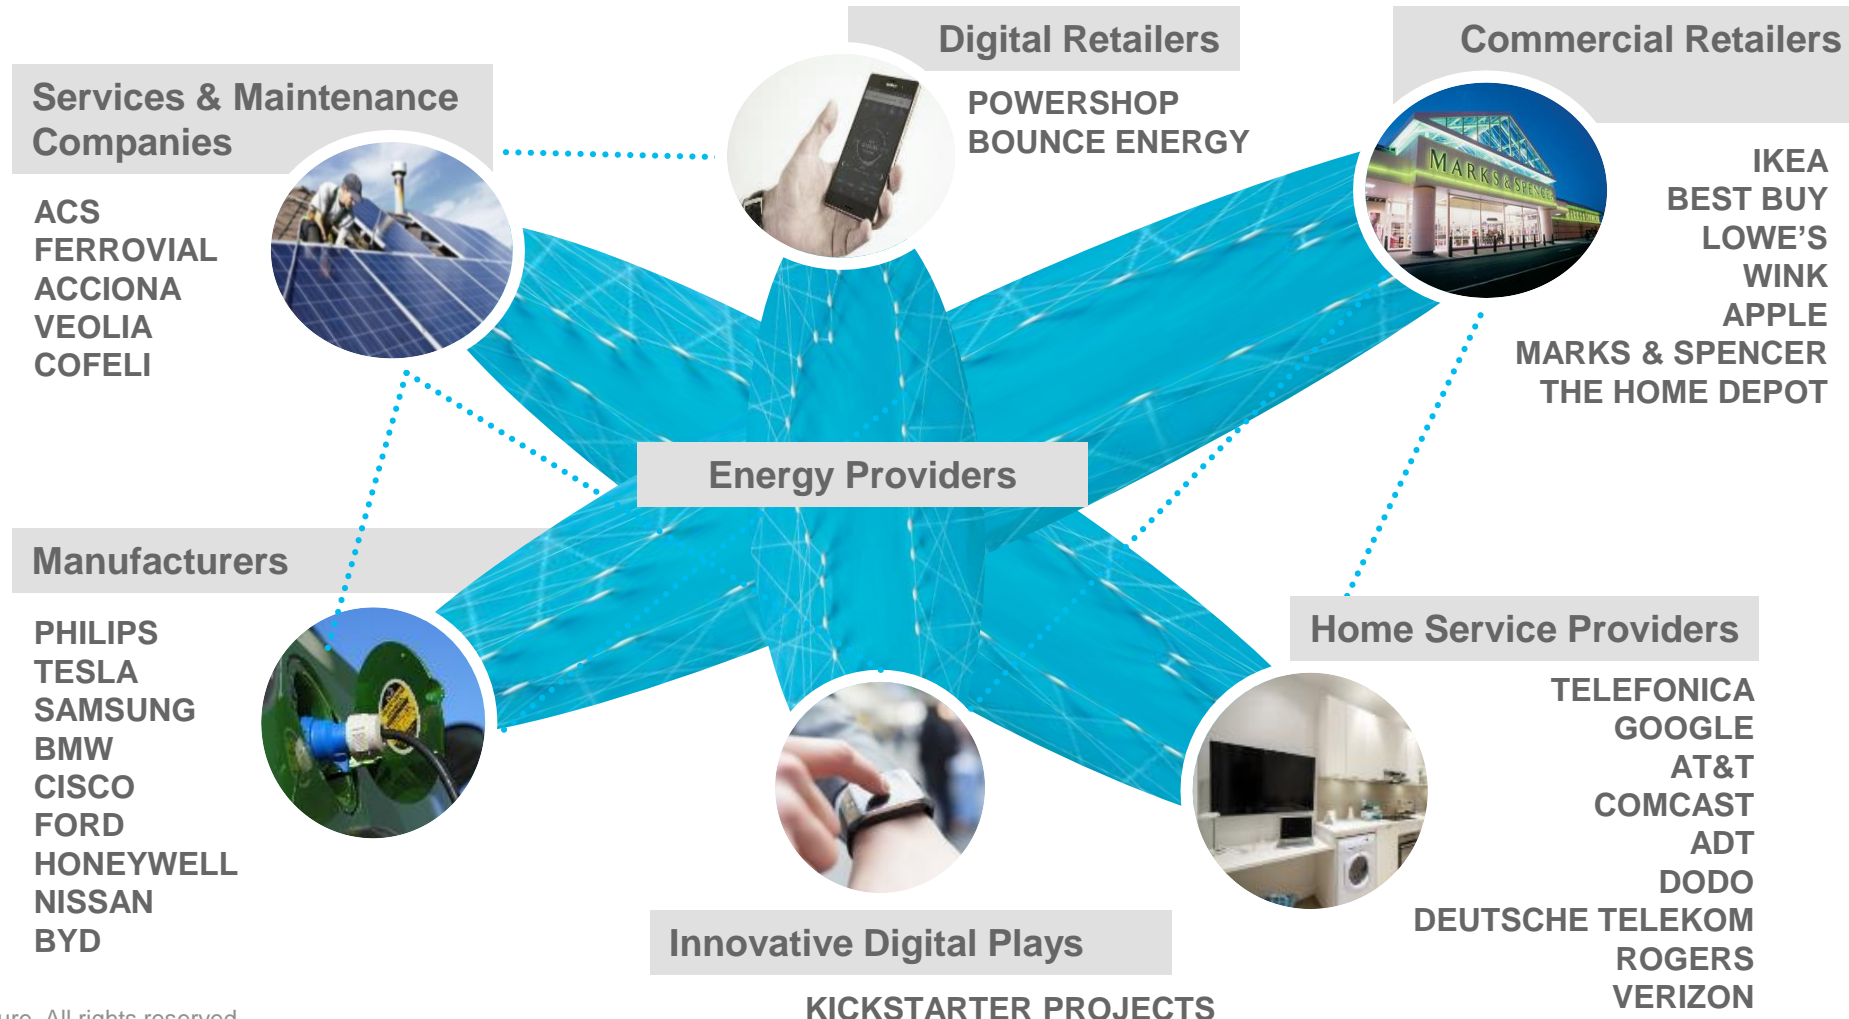 Digital Retailers
POWERSHOP
BOUNCE ENERGY
Commercial Retailers
MARKS & SPENCER
IKEA
BEST BUY
LOWE’S
WINK
APPLE
MARKS & SPENCER
THE HOME DEPOT
Services & Maintenance
Companies
ACS
FERROVIAL
ACCIONA
VEOLIA
COFELI
Energy Providers
Manufacturers
PHILIPS
TESLA
SAMSUNG
BMW
CISCO
FORD
HONEYWELL
NISSAN
BYD
Home Service Providers
TELEFONICA
GOOGLE
AT&T
COMCAST
ADT
DODO
DEUTSCHE TELEKOM
ROGERS
VERIZON
Innovative Digital Plays
KICKSTARTER PROJECTS
All rights reserved